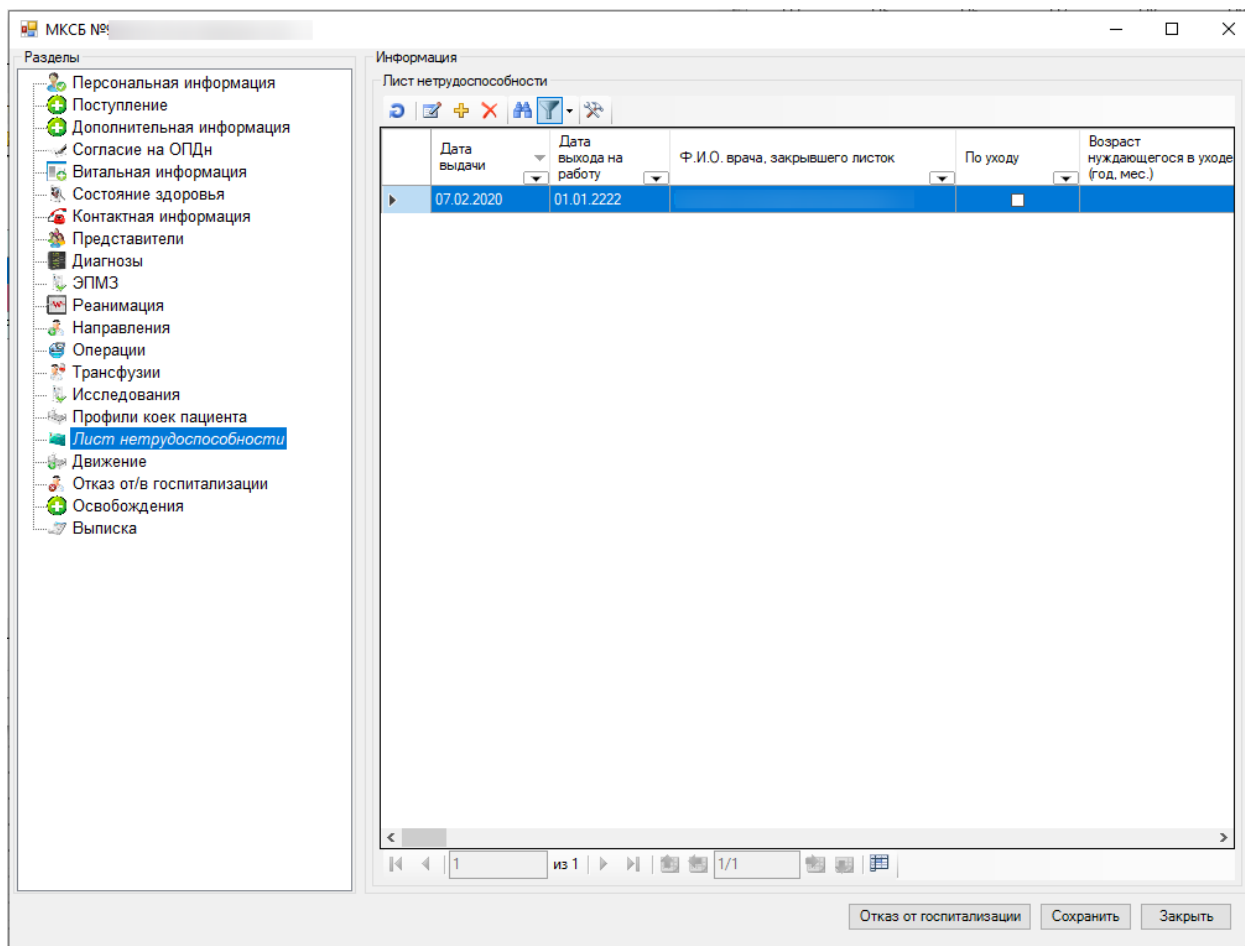 МКСБ №
Разделы
Персональная информация
Поступление
Дополнительная информация
Согласие на ОПДн
Витальная информация
Состояние здоровья
Контактная информация
Представители
Диагнозы
ЭПМЗ
Реанимация
Направления
Операции
Трансфузии
Исследования
Профили коек пациента
Лист нетрудоспособности
Движение
Отказ от/в госпитализации
Освобождения
Выписка
Информация
Лист нетрудоспособности
Дата
выдачи
Дата
выхода на
работу
Ф.И.О. врача, закрывшего листок
По уходу
Возраст
нуждающегося в уходе
(год, мес.)
07.02.2020 01.01.2222
1 из 1 1/1
Отказ от госпитализации Сохранить Закрыть